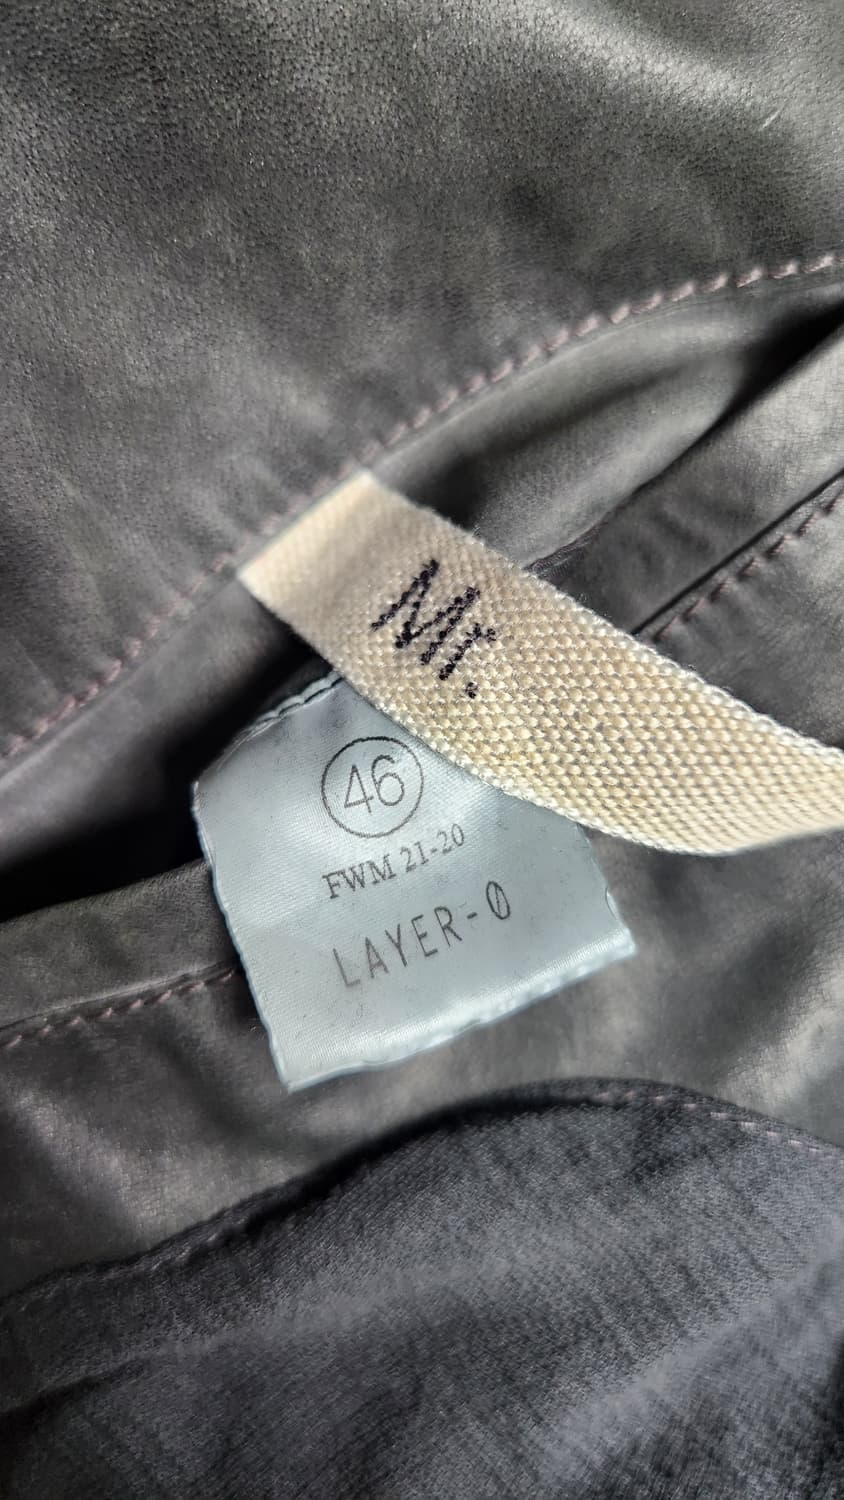 Mr.
46
FWM 21-20
LAYER-0